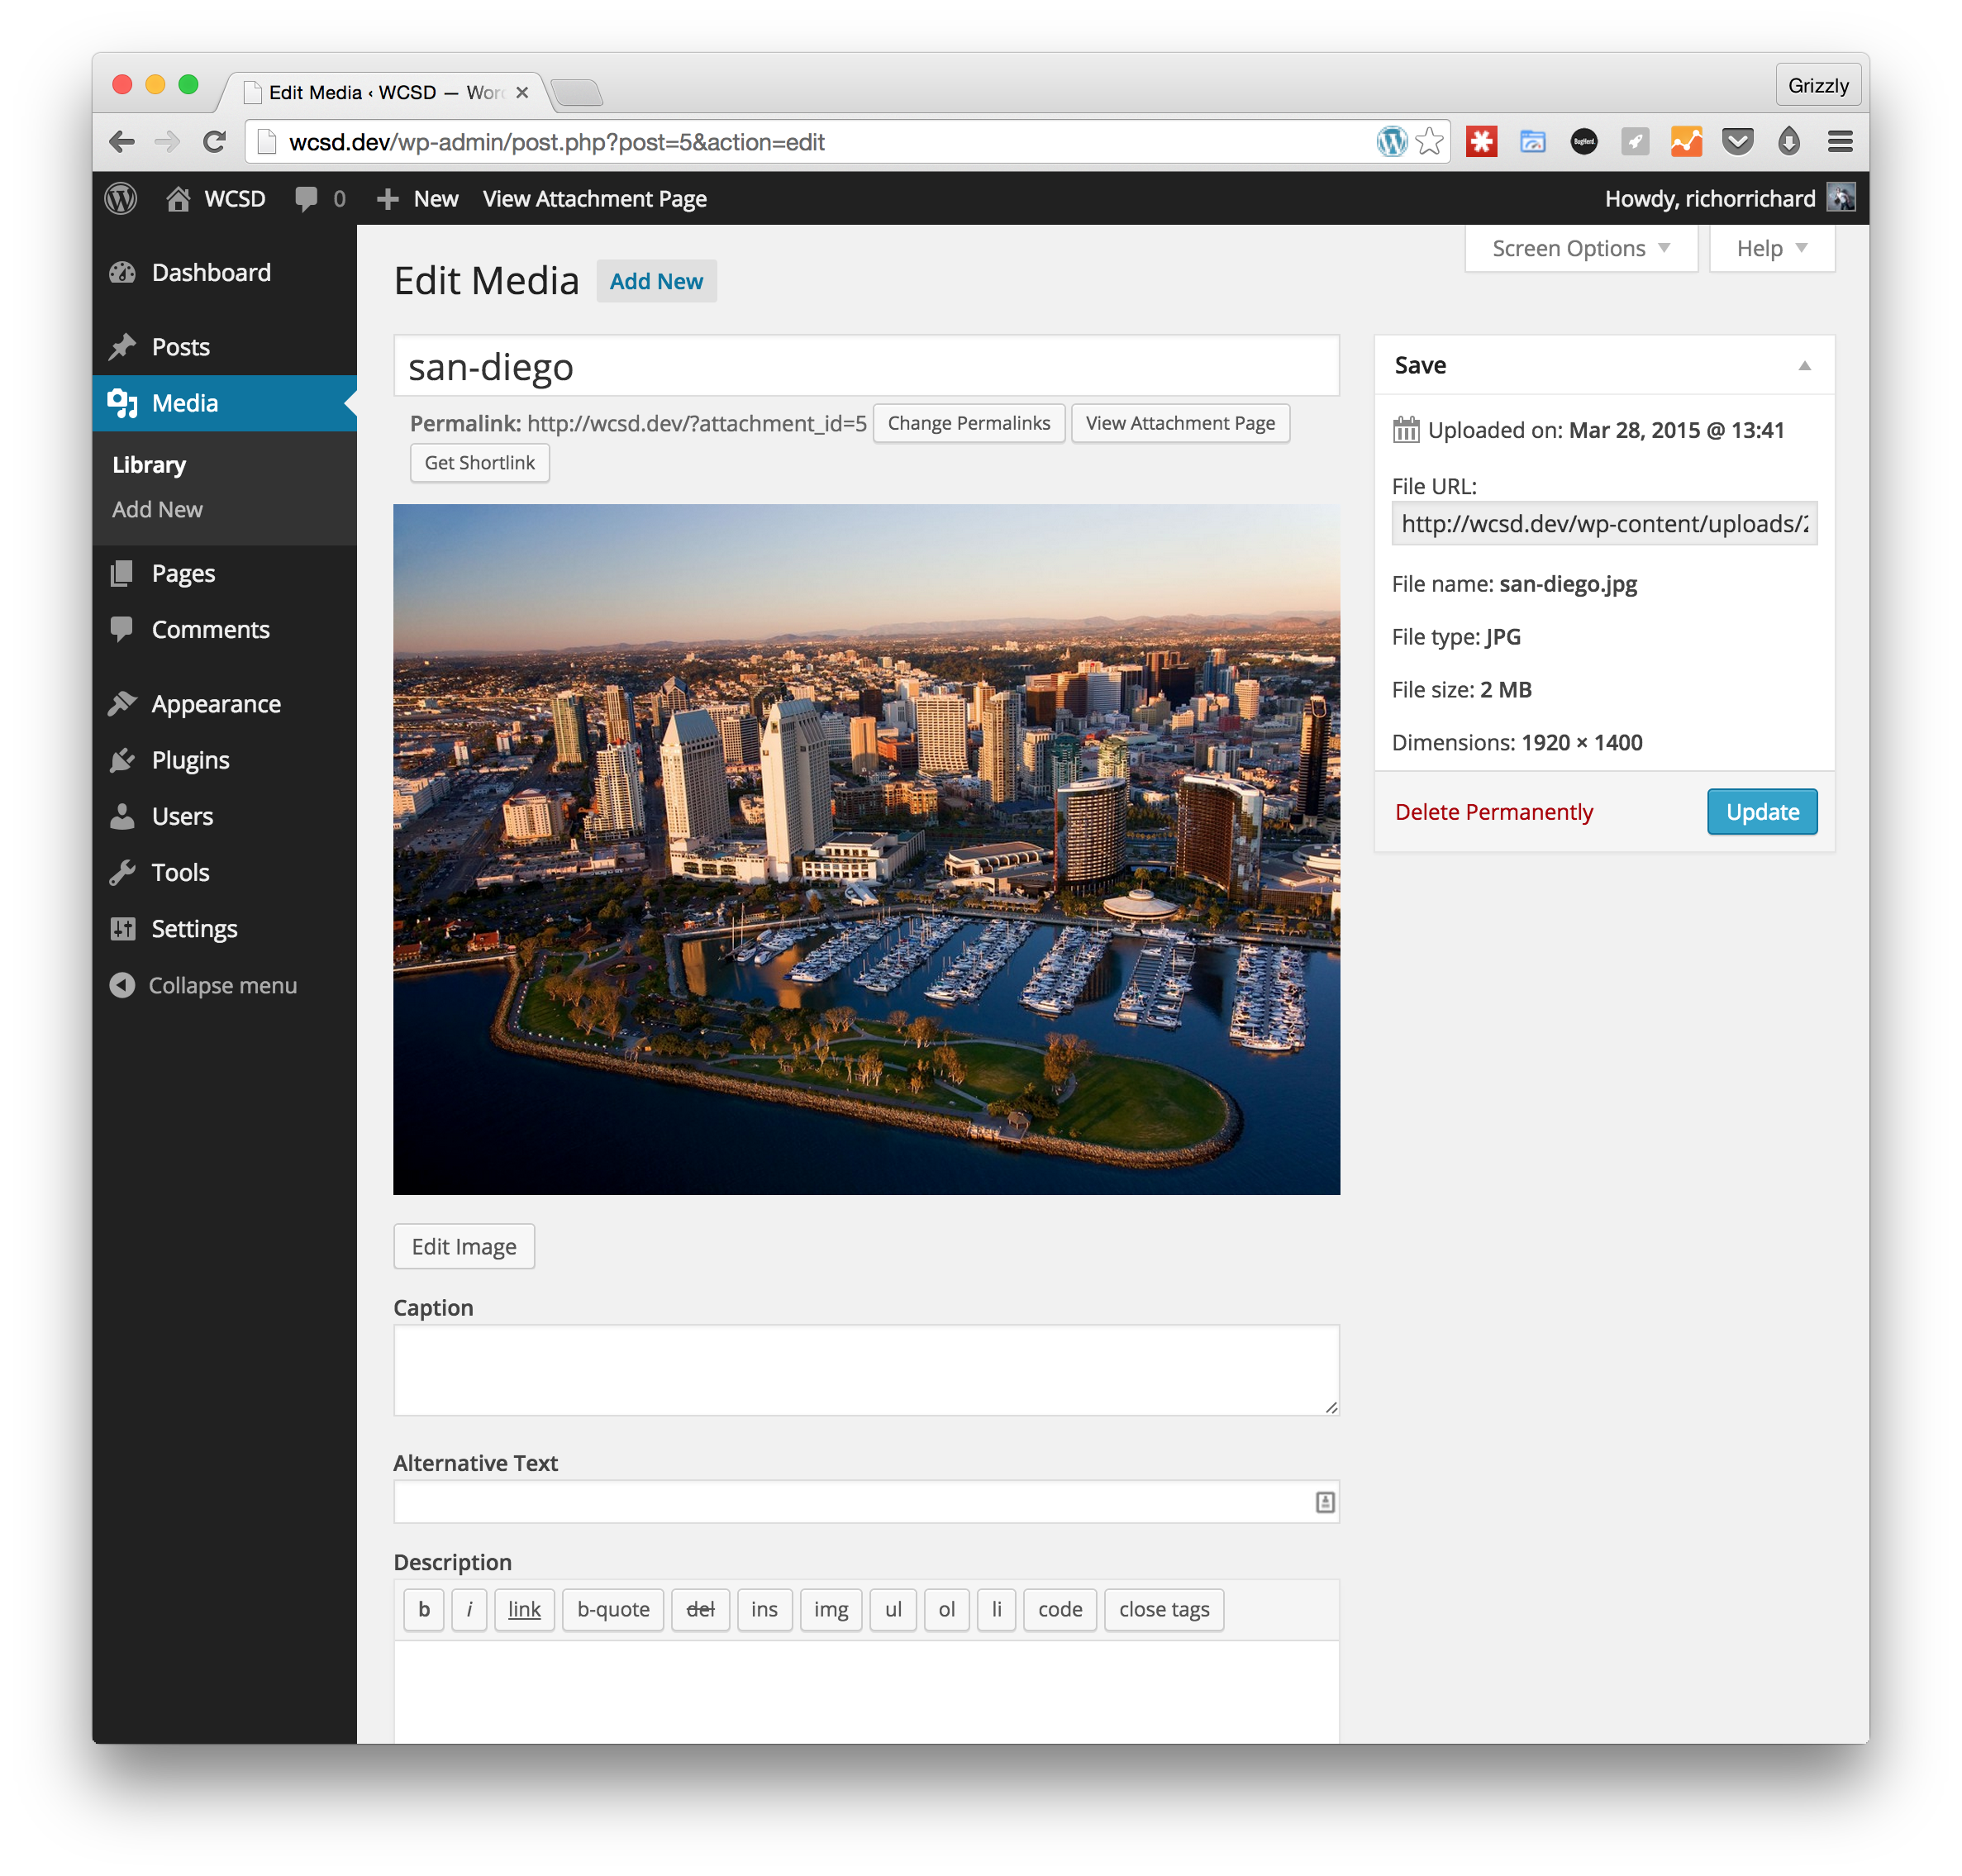 Edit Media ‹ WCSD — Wor
Grizzly
wcsd.dev/wp-admin/post.php?post=5&action=edit
BugHerd
WCSD 0 New View Attachment Page
Howdy, richorrichard
Screen Options Help
Dashboard
Posts
Media
Library
Add New
Pages
Comments
Appearance
Plugins
Users
Tools
Settings
Collapse menu
Edit Media Add New
san-diego
Permalink: http://wcsd.dev/?attachment_id=5 Change Permalinks View Attachment Page
Get Shortlink
Edit Image
Caption
Alternative Text
Description
b i link b-quote del ins img ul ol li code close tags
Save
Uploaded on: Mar 28, 2015 @ 13:41
File URL:
http://wcsd.dev/wp-content/uploads/2
File name: san-diego.jpg
File type: JPG
File size: 2 MB
Dimensions: 1920 × 1400
Delete Permanently Update